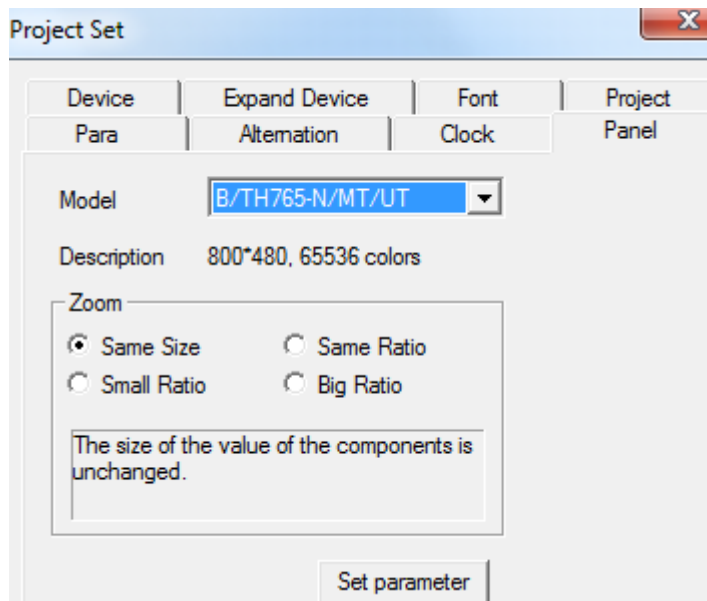 Project Set
Device Expand Device Font Project
Para Alternation Clock Panel
Model B/TH765-N/MT/UT
Description 800*480, 65536 colors
Zoom
Same Size Same Ratio
Small Ratio Big Ratio
The size of the value of the components is
unchanged.
Set parameter